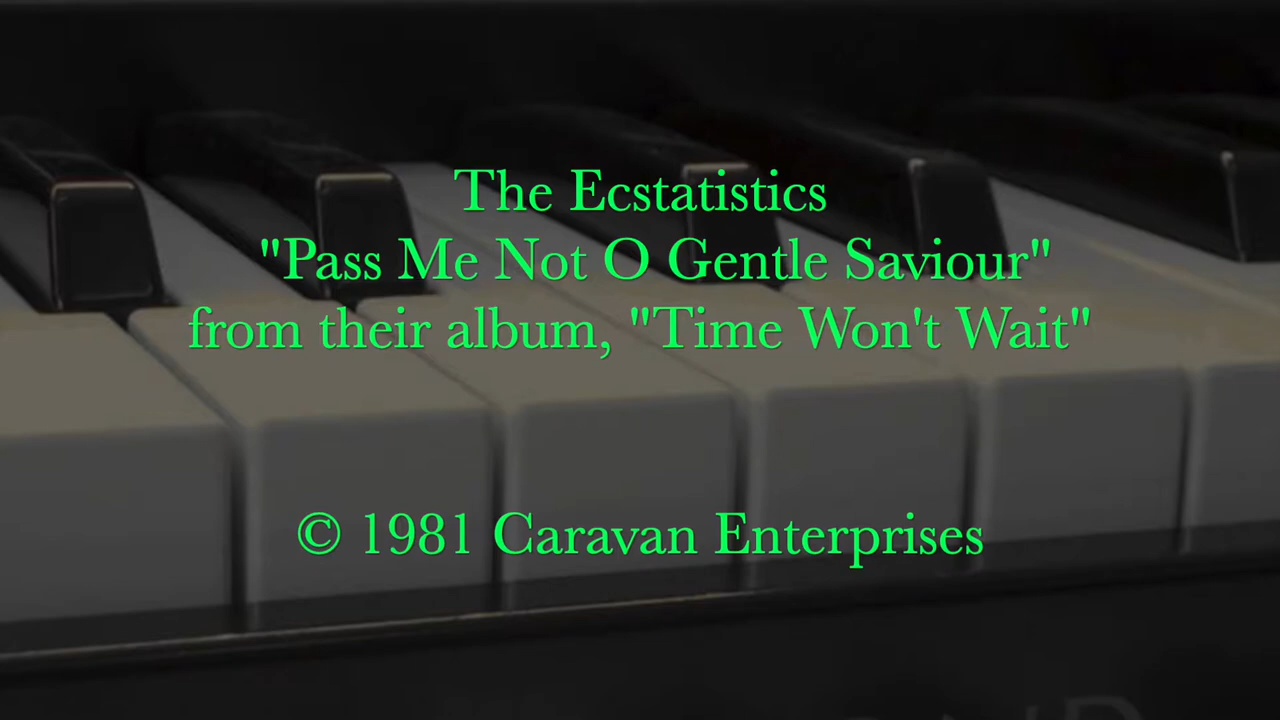 The Ecstatistics
"Pass Me Not O Gentle Saviour"
from their album, "Time Won't Wait"
© 1981 Caravan Enterprises